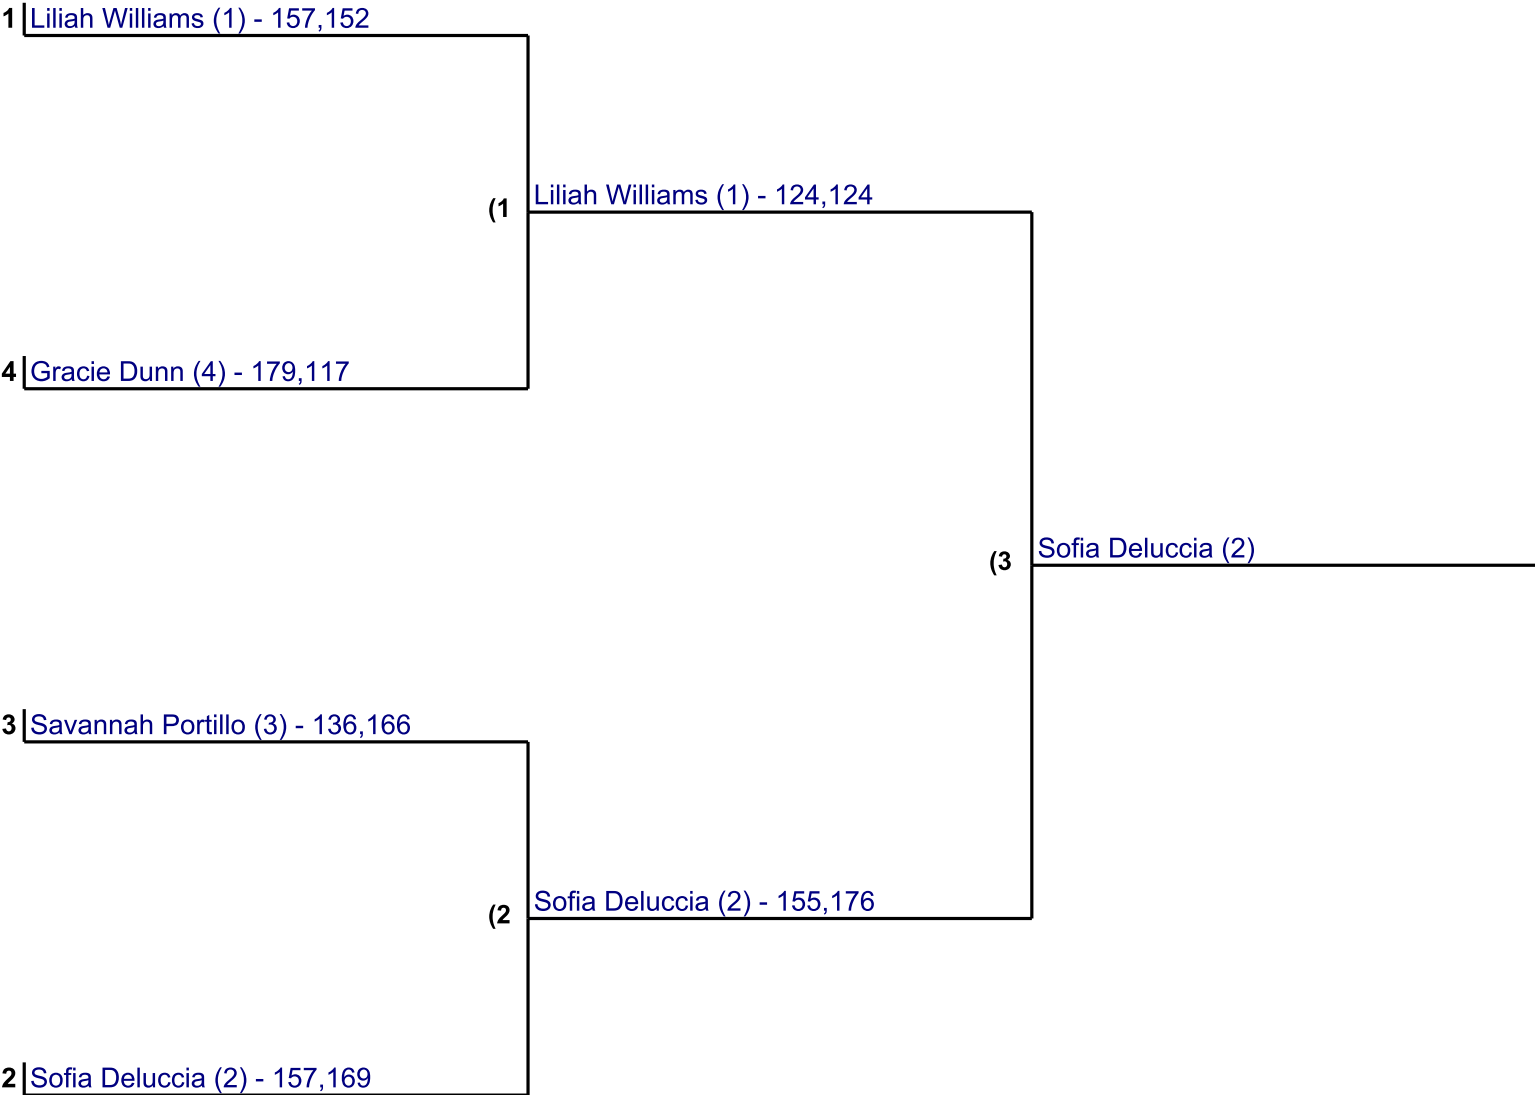 1 Liliah Williams (1) - 157,152
(1 Liliah Williams (1) - 124,124
4 Gracie Dunn (4) - 179,117
(3 Sofia Deluccia (2)
3 Savannah Portillo (3) - 136,166
(2 Sofia Deluccia (2) - 155,176
2 Sofia Deluccia (2) - 157,169